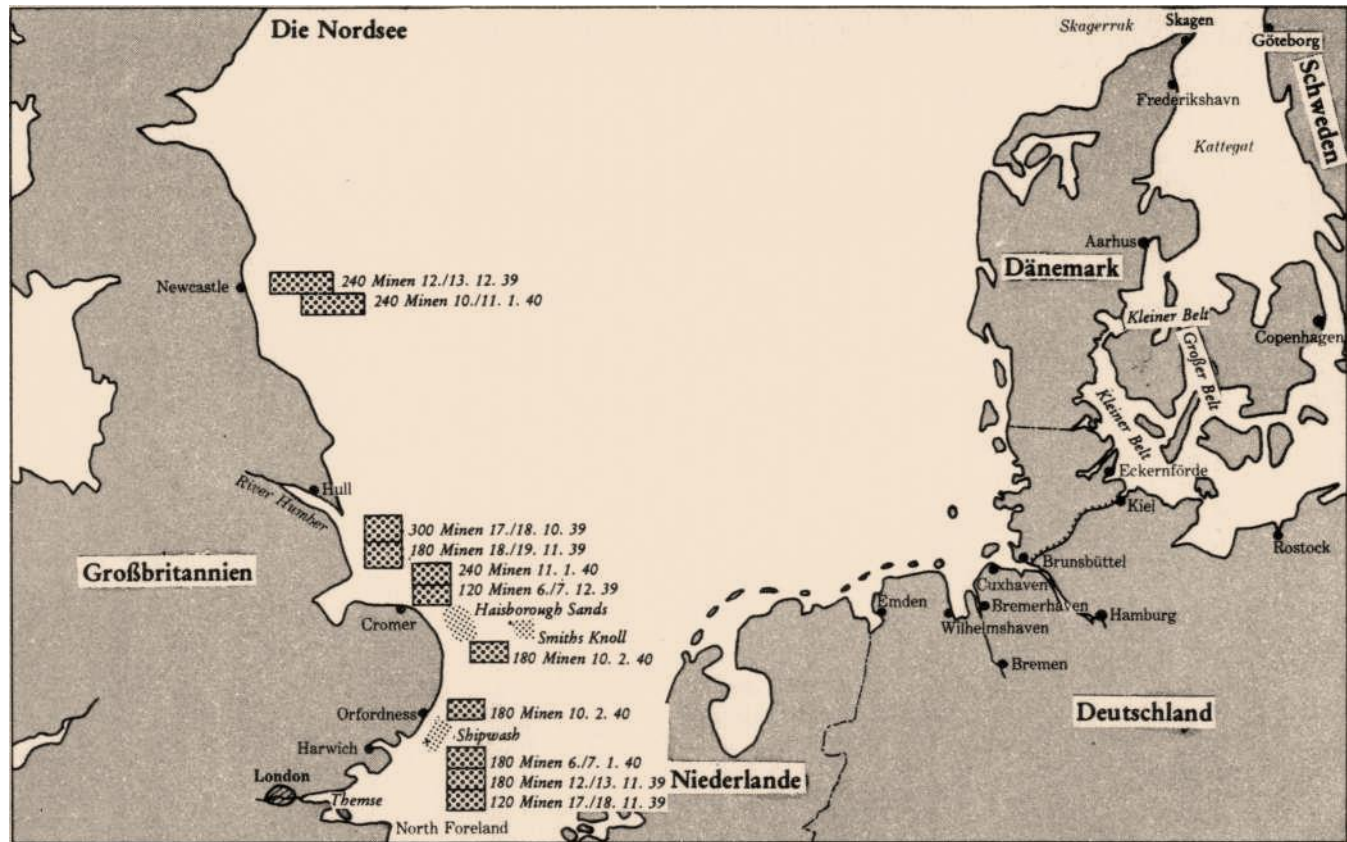 Die Nordsee
Skagerrak
Skagen
Göteborg
Schweden
Frederikshavn
Kattegat
Aarhus
Dänemark
Newcastle
240 Minen 12./13. 12. 39
240 Minen 10./11. 1. 40
Kleiner Belt
Großer Belt
Copenhagen
Kleiner Belt
Eckernförde
Kiel
Hull
River Humber
300 Minen 17./18. 10. 39
180 Minen 18./19. 11. 39
Großbritannien
240 Minen 11. 1. 40
120 Minen 6./7. 12. 39
Haisborough Sands
Smiths Knoll
Cromer
180 Minen 10. 2. 40
Brunsbüttel
Rostock
Cuxhaven
Emden
Bremerhaven
Hamburg
Wilhelmshaven
Bremen
Orfordness
180 Minen 10. 2. 40
Deutschland
Shipwash
Harwich
180 Minen 6./7. 1. 40
London
180 Minen 12./13. 11. 39
Niederlande
Themse
120 Minen 17./18. 11. 39
North Foreland